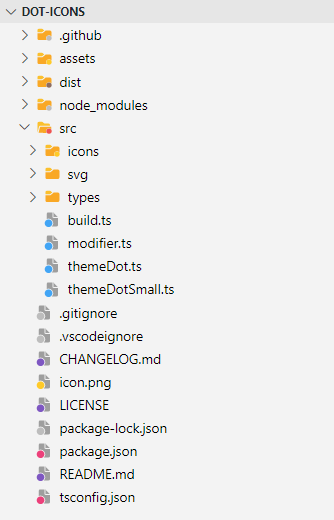 DOT-ICONS
.github
assets
dist
node_modules
src
icons
svg
types
build.ts
modifier.ts
themeDot.ts
themeDotSmall.ts
.gitignore
.vscodeignore
CHANGELOG.md
icon.png
LICENSE
package-lock.json
package.json
README.md
tsconfig.json